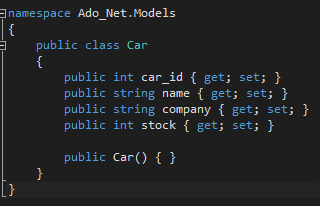 namespace Ado_Net.Models
{
    public class Car
    {
        public int car_id { get; set; }
        public string name { get; set; }
        public string company { get; set; }
        public int stock { get; set; }

        public Car() { }
    }
}